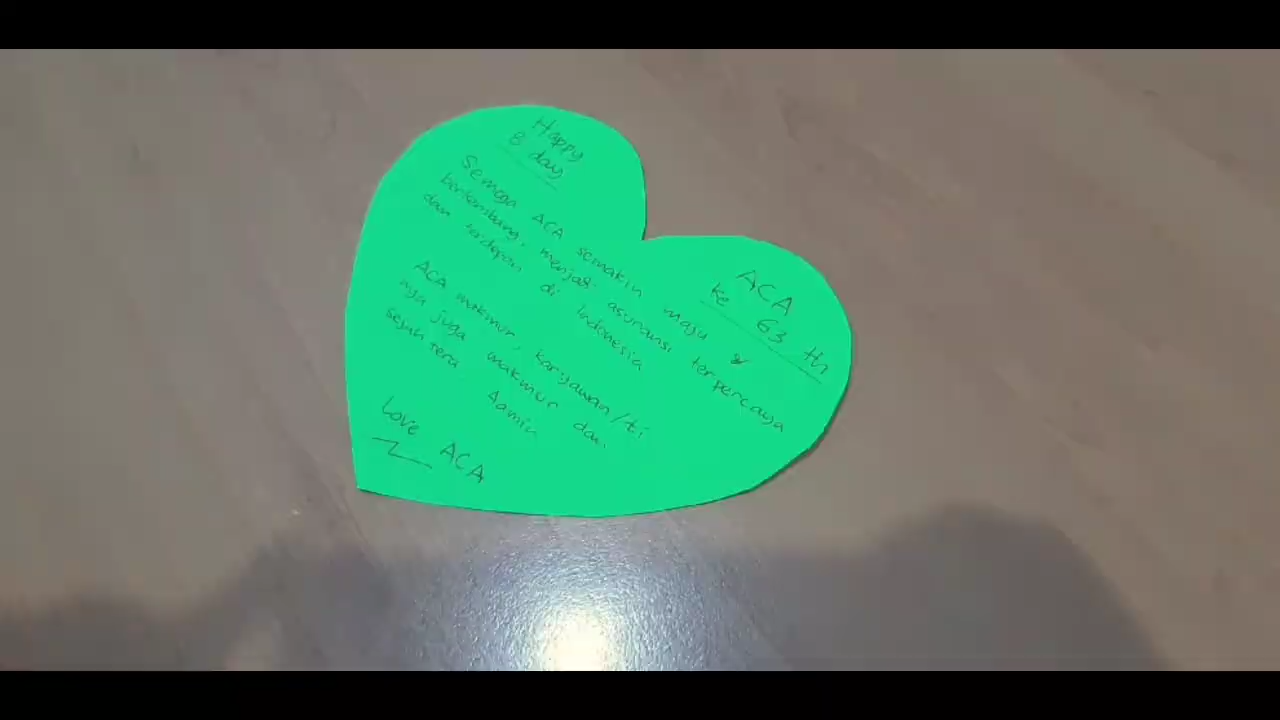 Happy
B day
ACA
ke 63 th
Semoga ACA semakin maju &
berkembang, menjadi asuransi terpercaya
dan terdepan di Indonesia
ACA makmur, karyawan/ti
nya juga makmur dan
sejahtera Aamiin
Love ACA